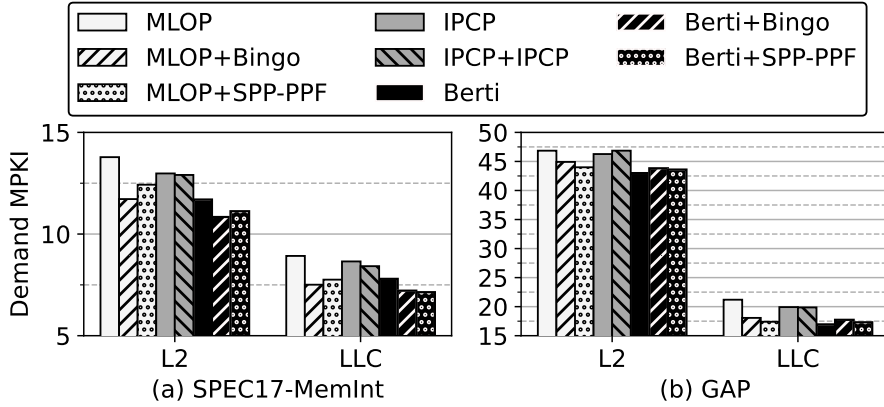 MLOP
IPCP
Berti+Bingo
MLOP+Bingo
IPCP+IPCP
Berti+SPP-PPF
MLOP+SPP-PPF
Berti
Demand MPKI
15
10
5
L2
LLC
(a) SPEC17-MemInt
50
45
40
35
30
25
20
15
L2
LLC
(b) GAP